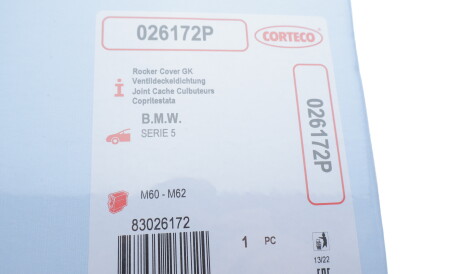 026172P
CORTECO
Rocker Cover GK
Ventildeckeldichtung
Joint Cache Culbuteurs
Copritestata
B.M.W.
SERIE 5
026172P
M60 - M62
83026172
1 PC
13/22